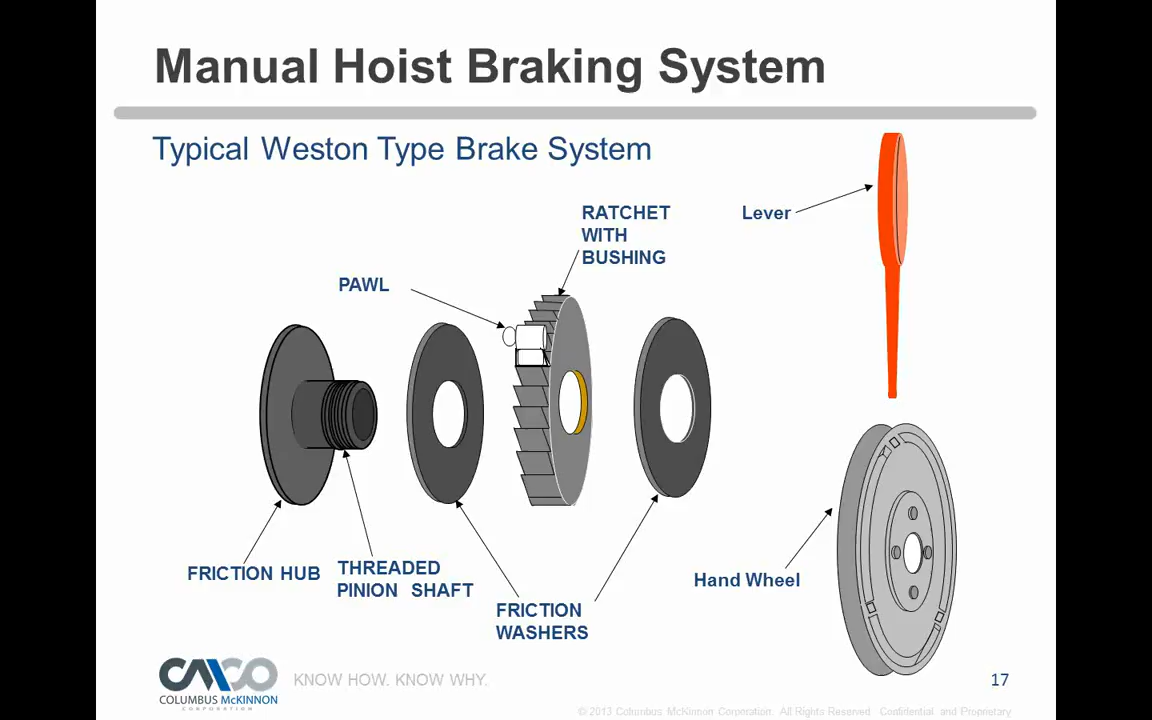 Manual Hoist Braking System
Typical Weston Type Brake System
RATCHET
WITH
BUSHING
Lever
PAWL
FRICTION HUB
THREADED
PINION SHAFT
FRICTION
WASHERS
Hand Wheel
CMCO
COLUMBUS McKINNON
CORPORATION
KNOW HOW. KNOW WHY.
17
© 2013 Columbus McKinnon Corporation. All Rights Reserved. Confidential and Proprietary